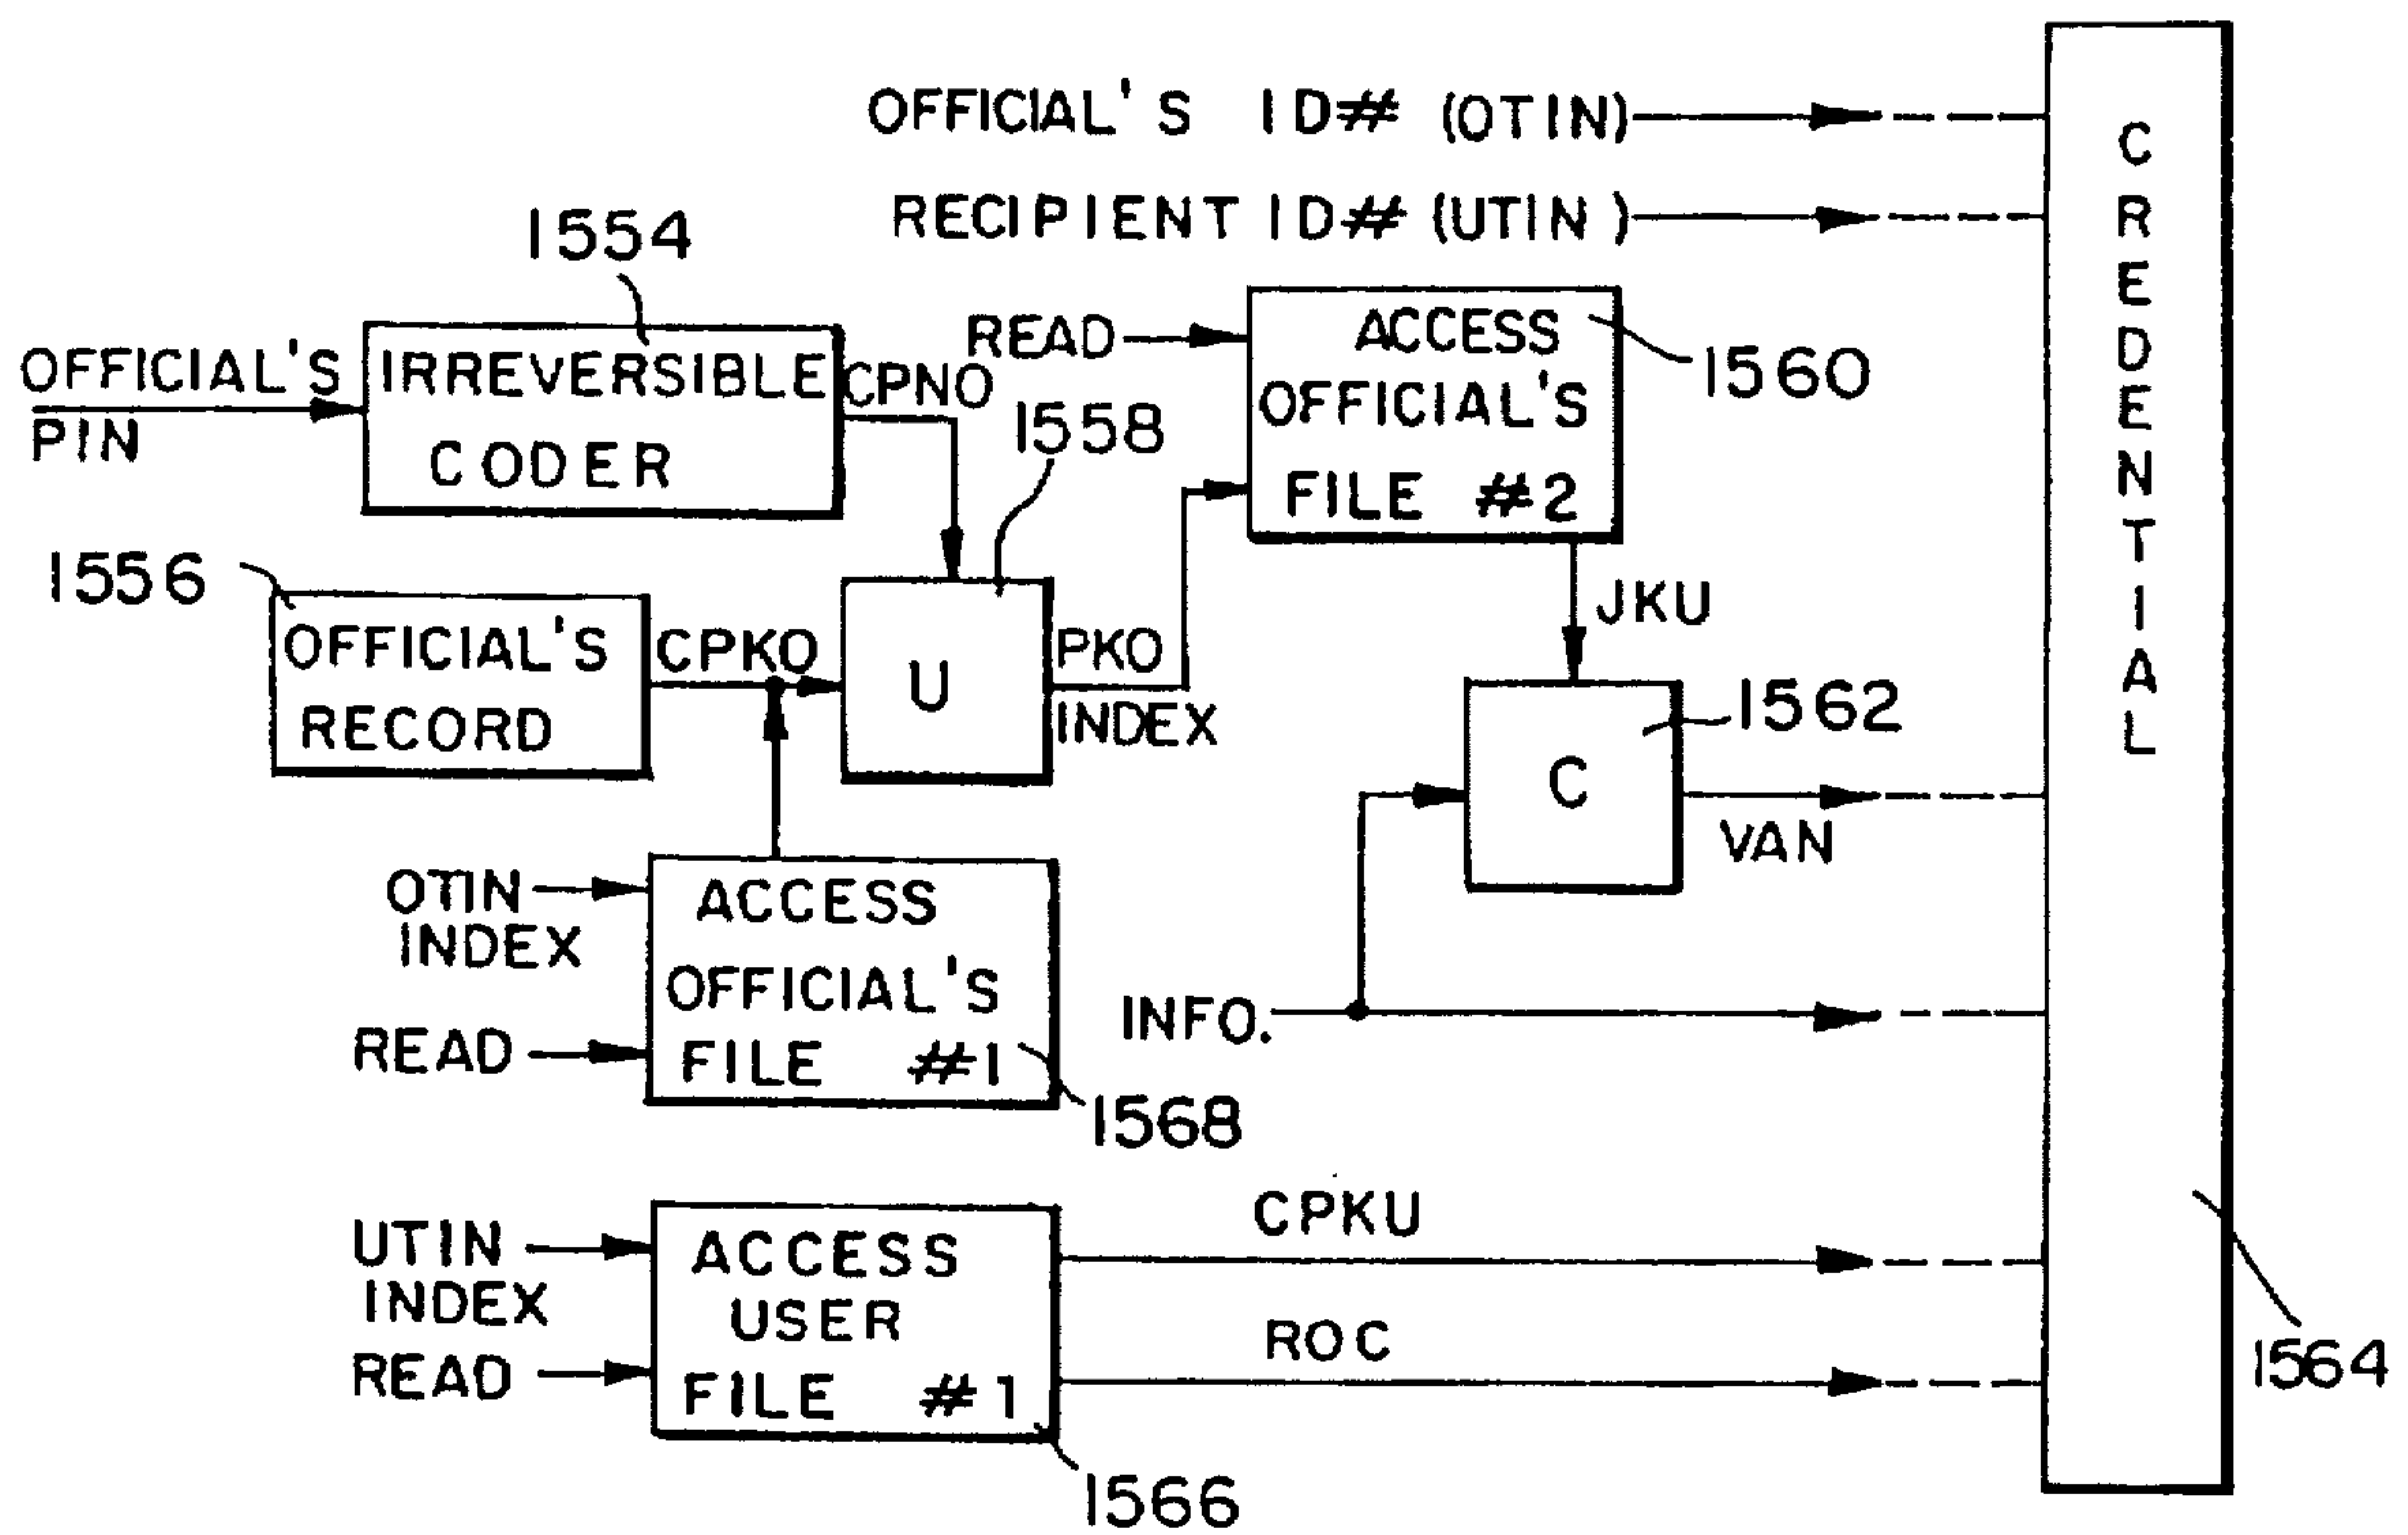 OFFICIAL'S ID# (OTIN)
RECIPIENT ID# (UTIN)
CREDENTIAL
1554
OFFICIAL'S
PIN
IRREVERSIBLE
CODER
CPNO
1558
READ
ACCESS
OFFICIAL'S
FILE #2
1560
1556
OFFICIAL'S
RECORD
CPKO
U
PKO
INDEX
JKU
C
1562
VAN
OTIN
INDEX
READ
ACCESS
OFFICIAL'S
FILE #1
1568
INFO.
UTIN
INDEX
READ
ACCESS
USER
FILE #1
1566
CPKU
ROC
1564